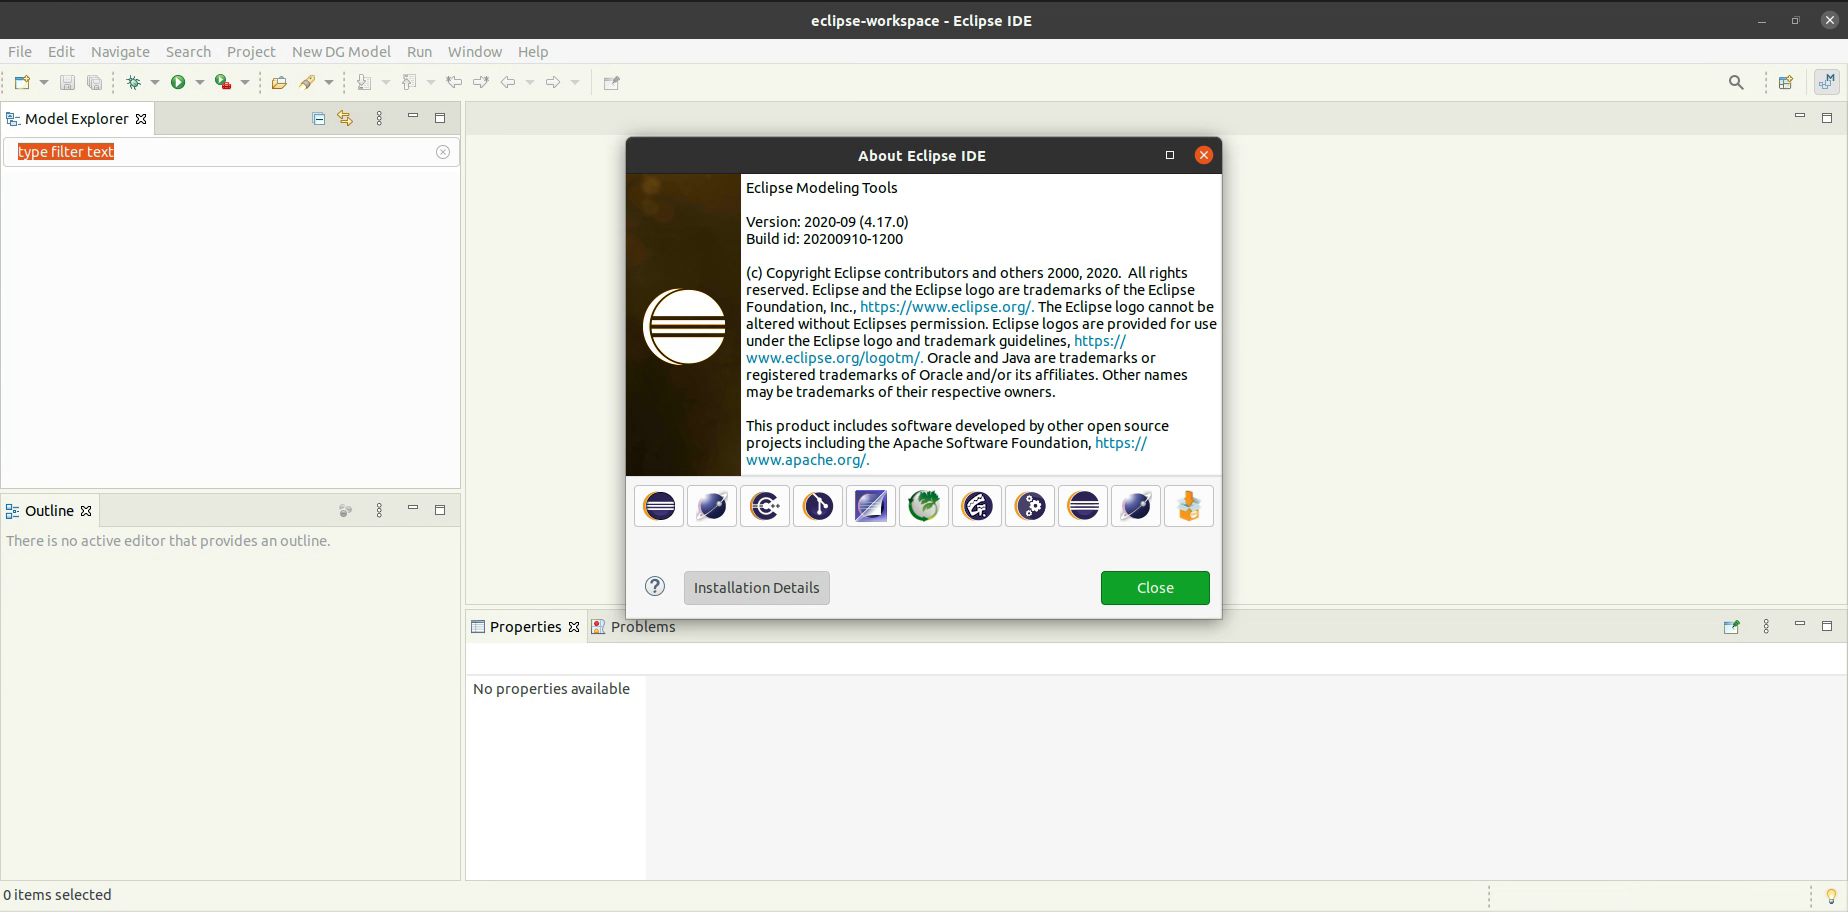 eclipse-workspace - Eclipse IDE
File Edit Navigate Search Project New DG Model Run Window Help
Model Explorer
type filter text
About Eclipse IDE
Eclipse Modeling Tools
Version: 2020-09 (4.17.0)
Build id: 20200910-1200
(c) Copyright Eclipse contributors and others 2000, 2020.  All rights
reserved. Eclipse and the Eclipse logo are trademarks of the Eclipse
Foundation, Inc., https://www.eclipse.org/. The Eclipse logo cannot be
altered without Eclipses permission. Eclipse logos are provided for use
under the Eclipse logo and trademark guidelines, https://
www.eclipse.org/logotm/. Oracle and Java are trademarks or
registered trademarks of Oracle and/or its affiliates. Other names
may be trademarks of their respective owners.
This product includes software developed by other open source
projects including the Apache Software Foundation, https://
www.apache.org/.
Installation Details
Close
Outline
There is no active editor that provides an outline.
Properties
Problems
No properties available
0 items selected